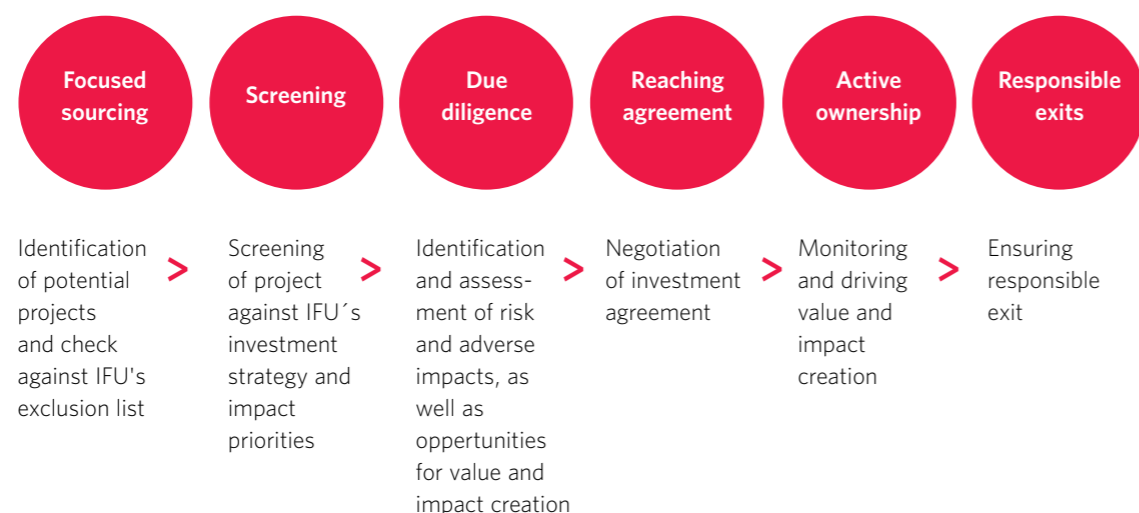 Focused
sourcing
Screening
Due
diligence
Reaching
agreement
Active
ownership
Responsible
exits
Identification
of potential
projects
and check
against IFU's
exclusion list
>
Screening
of project
against IFU´s
investment
strategy and
impact
priorities
>
Identification
and assess-
ment of risk
and adverse
impacts, as
well as
oppertunities
for value and
impact creation
>
Negotiation
of investment
agreement
>
Monitoring
and driving
value and
impact
creation
>
Ensuring
responsible
exit